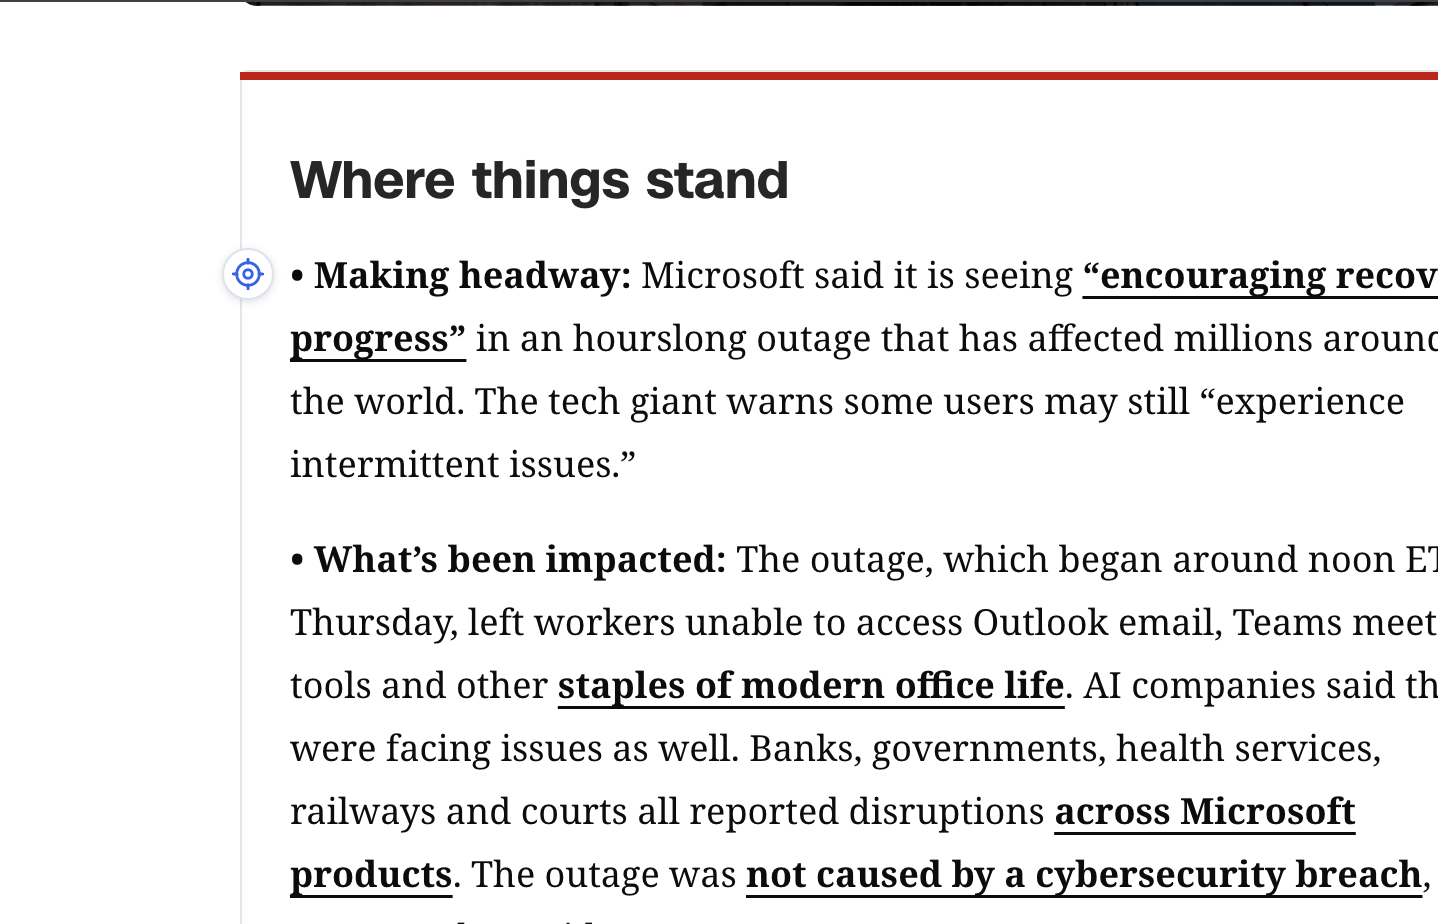 Where things stand
• Making headway: Microsoft said it is seeing “encouraging recov
progress” in an hourslong outage that has affected millions around
the world. The tech giant warns some users may still “experience
intermittent issues.”
• What’s been impacted: The outage, which began around noon ET
Thursday, left workers unable to access Outlook email, Teams meet
tools and other staples of modern office life. AI companies said th
were facing issues as well. Banks, governments, health services,
railways and courts all reported disruptions across Microsoft
products. The outage was not caused by a cybersecurity breach,